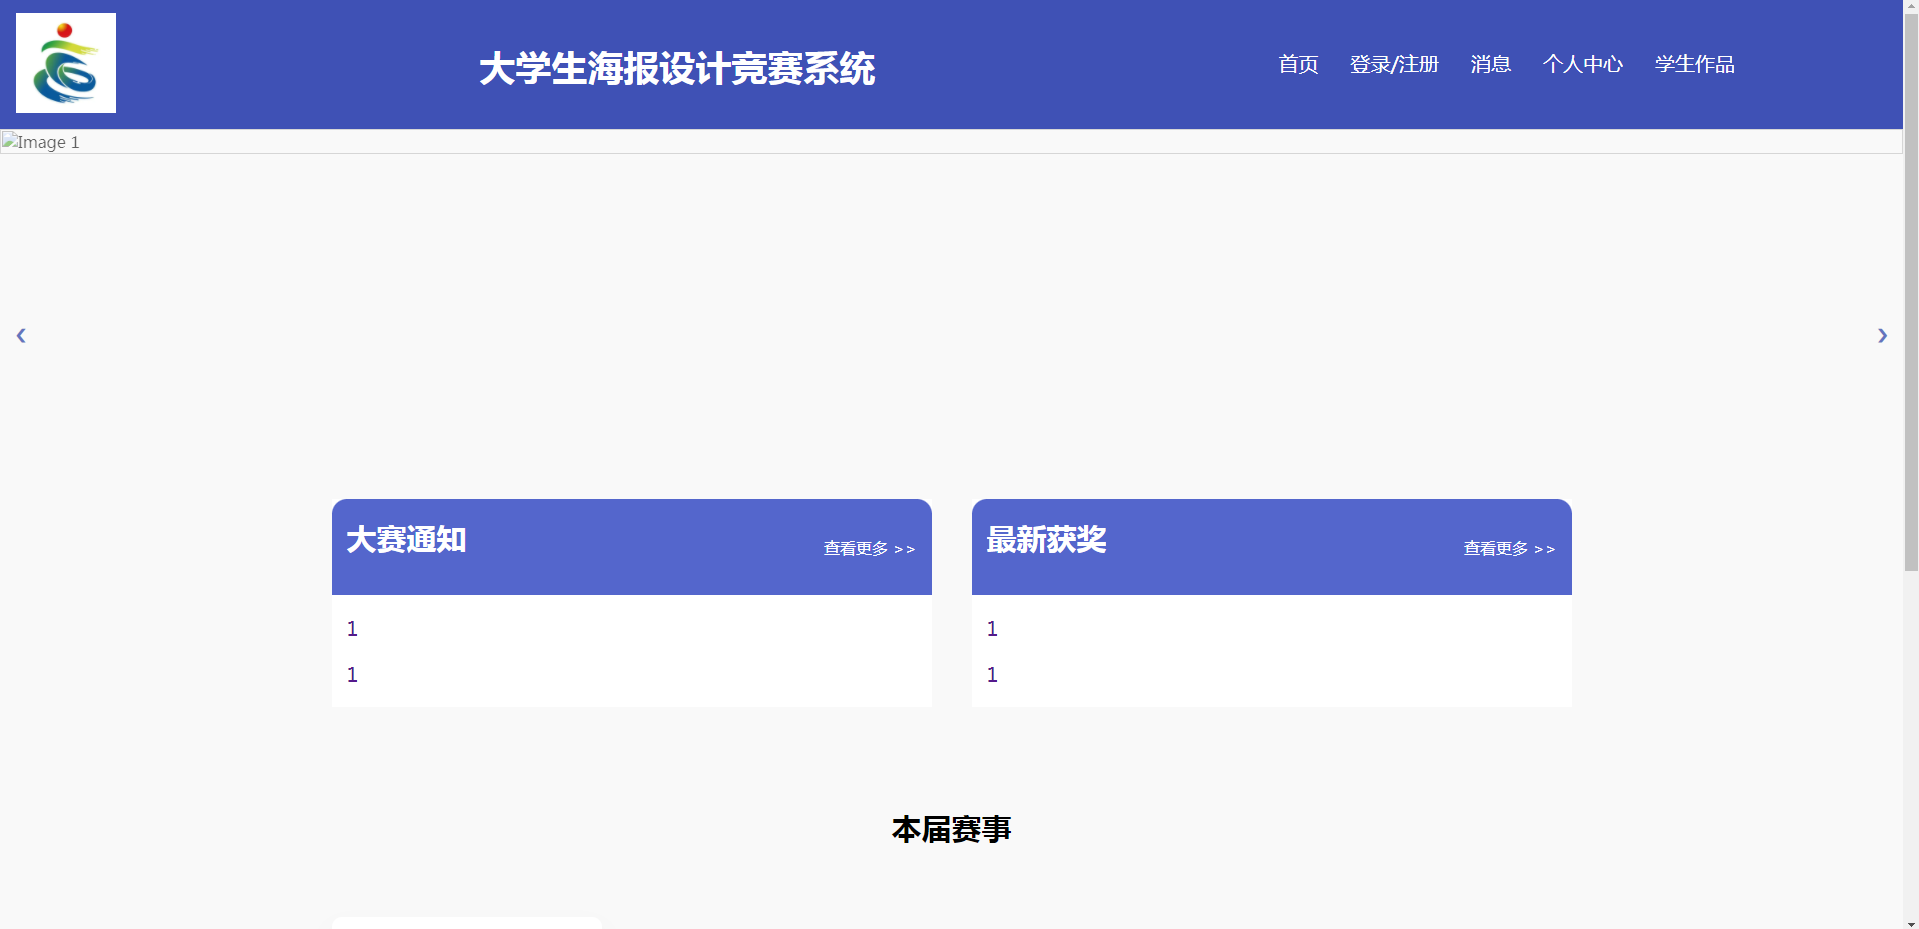 大学生海报设计竞赛系统
首页 登录/注册 消息 个人中心 学生作品
Image 1
‹ ›
大赛通知 查看更多 >>
1
1
最新获奖 查看更多 >>
1
1
本届赛事